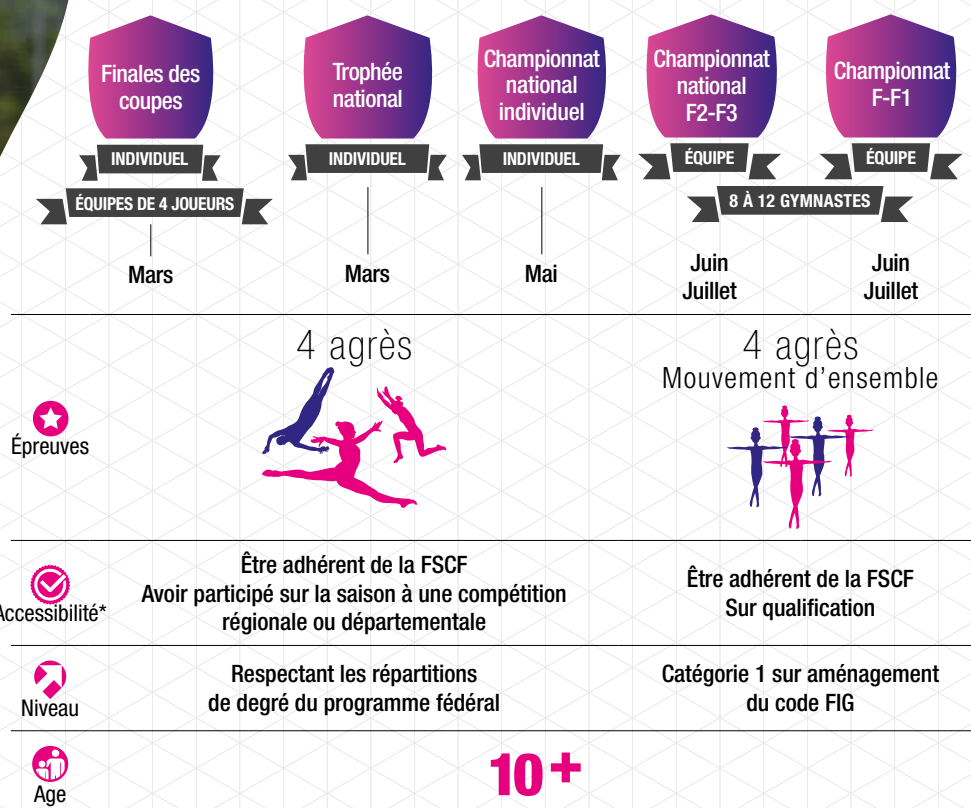 Finales des
coupes
INDIVIDUEL
ÉQUIPES DE 4 JOUEURS
Mars
Trophée
national
INDIVIDUEL
Mars
Championnat
national
individuel
INDIVIDUEL
Mai
Championnat
national
F2-F3
ÉQUIPE
Championnat
F-F1
ÉQUIPE
8 À 12 GYMNASTES
Juin
Juillet
Juin
Juillet
Épreuves
4 agrès
4 agrès
Mouvement d'ensemble
Accessibilité*
Être adhérent de la FSCF
Avoir participé sur la saison à une compétition
régionale ou départementale
Être adhérent de la FSCF
Sur qualification
Niveau
Respectant les répartitions
de degré du programme fédéral
Catégorie 1 sur aménagement
du code FIG
Age
10+